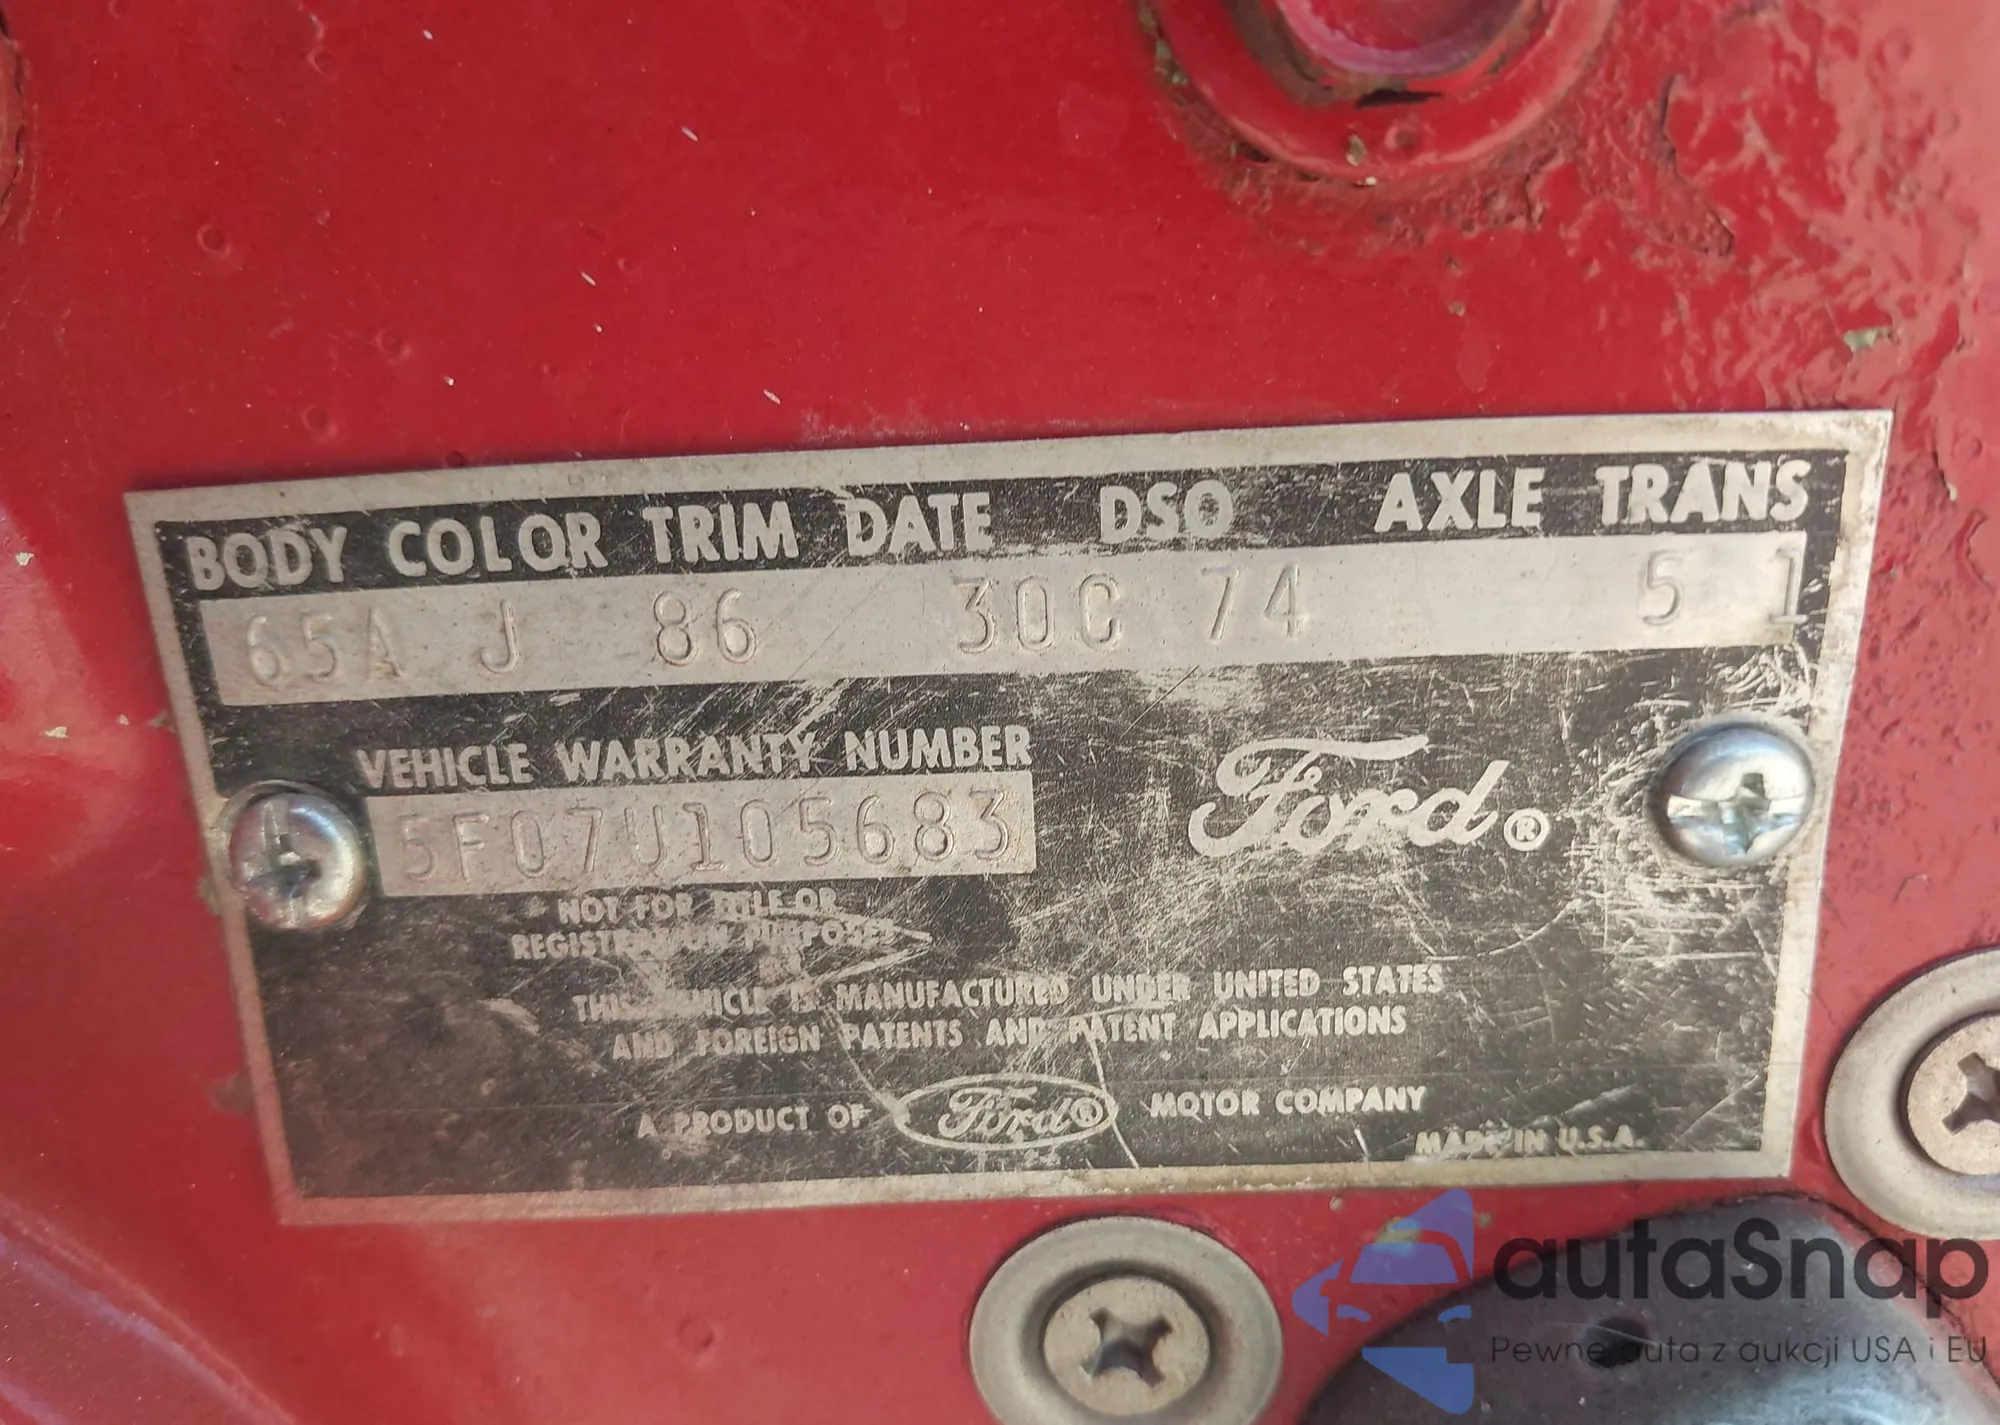 BODY COLOR TRIM DATE DSO AXLE TRANS
65A J 86 30C 74 5 1
VEHICLE WARRANTY NUMBER
5F07U105683
Ford®
NOT FOR TITLE OR
REGISTRATION PURPOSES
THIS VEHICLE IS MANUFACTURED UNDER UNITED STATES
AND FOREIGN PATENTS AND PATENT APPLICATIONS
A PRODUCT OF Ford® MOTOR COMPANY
MADE IN U.S.A.
autaSnap
Pewne auta z aukcji USA i EU